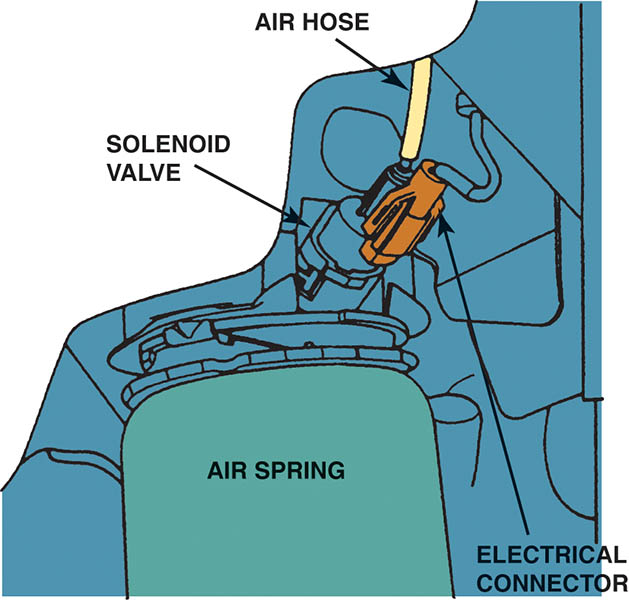 AIR HOSE
SOLENOID
VALVE
AIR SPRING
ELECTRICAL
CONNECTOR